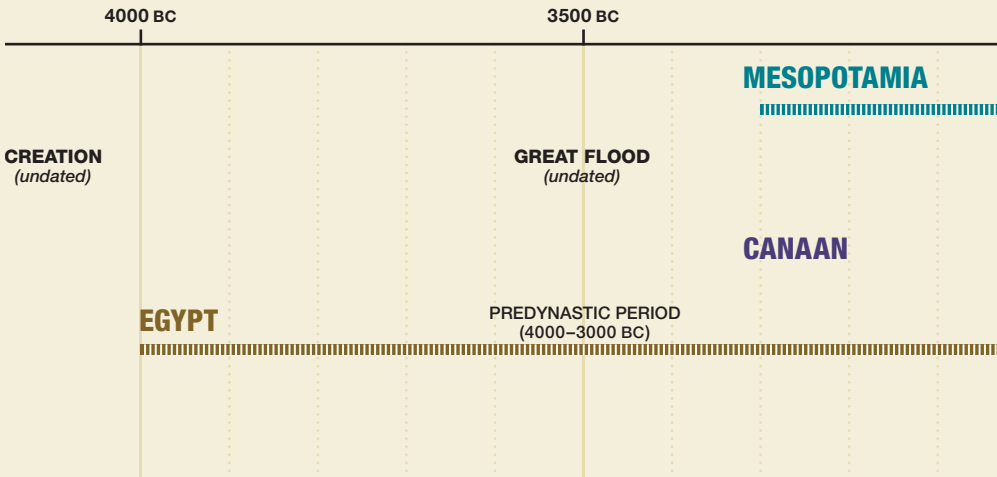 4000 BC
3500 BC
MESOPOTAMIA
CREATION
(undated)
GREAT FLOOD
(undated)
CANAAN
EGYPT
PREDYNASTIC PERIOD
(4000–3000 BC)